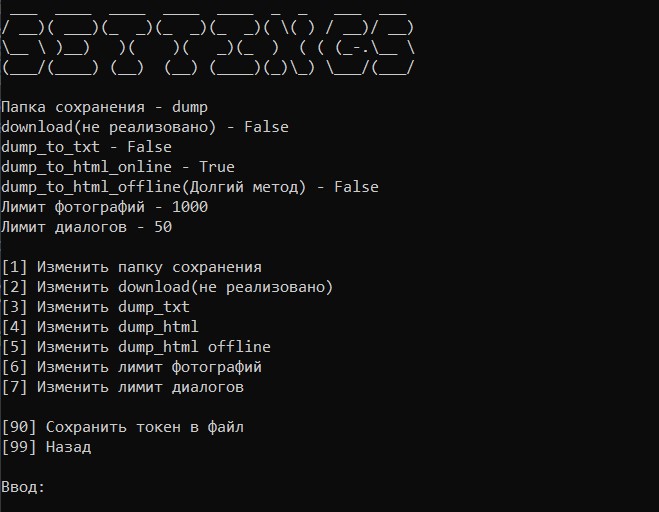 SETTINGS
Папка сохранения - dump
download(не реализовано) - False
dump_to_txt - False
dump_to_html_online - True
dump_to_html_offline(Долгий метод) - False
Лимит фотографий - 1000
Лимит диалогов - 50
[1] Изменить папку сохранения
[2] Изменить download(не реализовано)
[3] Изменить dump_txt
[4] Изменить dump_html
[5] Изменить dump_html offline
[6] Изменить лимит фотографий
[7] Изменить лимит диалогов
[90] Сохранить токен в файл
[99] Назад
Ввод: